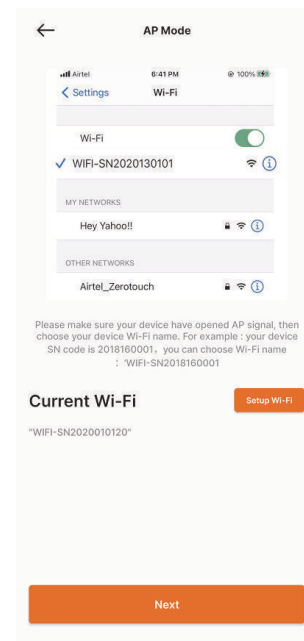 AP Mode
Airtel 6:41 PM 100%
Settings Wi-Fi
Wi-Fi
WIFI-SN2020130101
MY NETWORKS
Hey Yahoo!!
OTHER NETWORKS
Airtel_Zerotouch
Please make sure your device have opened AP signal, then
choose your device Wi-Fi name. For example : your device
SN code is 2018160001，you can choose Wi-Fi name
: 'WIFI-SN2018160001
Current Wi-Fi Setup Wi-Fi
"WIFI-SN2020010120"
Next